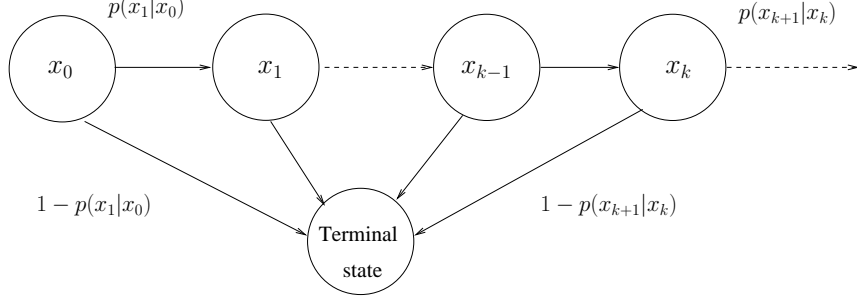 p(x₁|x₀)
p(xₖ₊₁|xₖ)
x₀
x₁
xₖ₋₁
xₖ
1 − p(x₁|x₀)
1 − p(xₖ₊₁|xₖ)
Terminal
state